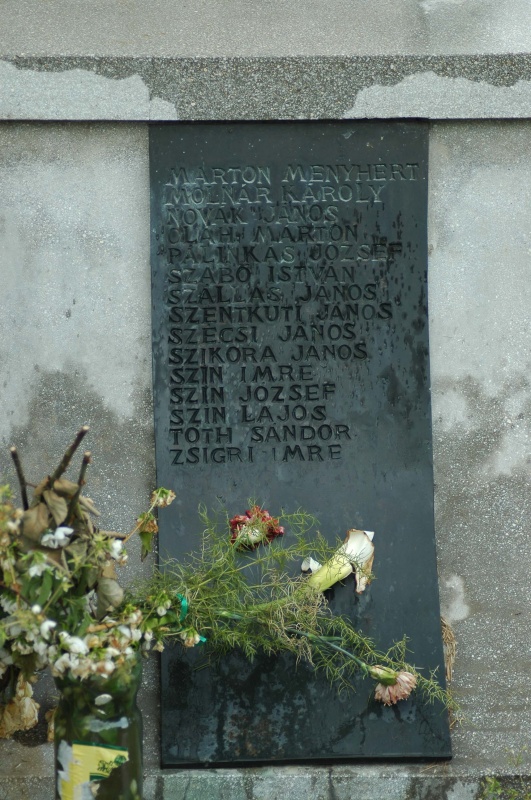 MÁRTON MENYHÉRT
MOLNÁR KÁROLY
NOVÁK JÁNOS
OLÁH MÁRTON
PÁLINKÁS JÓZSEF
SZABÓ ISTVÁN
SZÁLLÁS JÁNOS
SZENTKUTI JÁNOS
SZÉCSI JÁNOS
SZIKORA JÁNOS
SZIN IMRE
SZIN JÓZSEF
SZIN LAJOS
TÓTH SÁNDOR
ZSIGRI IMRE